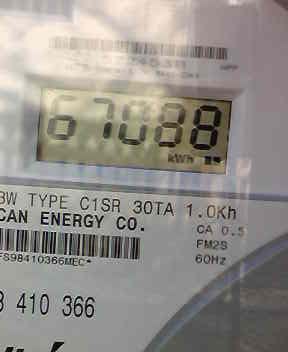 67088
kWh
3W TYPE C1SR 30TA 1.0Kh
CAN ENERGY CO.
CA 0.5
FM2S
60Hz
FS98410366MEC*
410 366